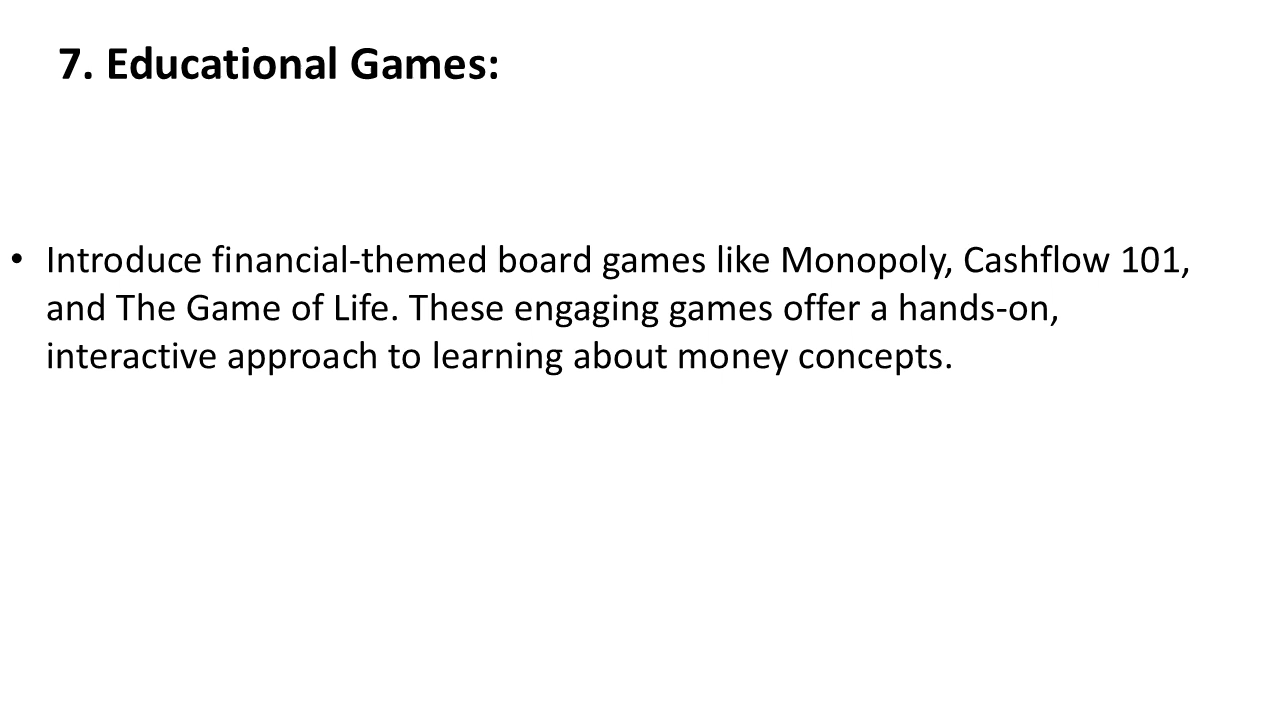 7. Educational Games:
• Introduce financial-themed board games like Monopoly, Cashflow 101,
and The Game of Life. These engaging games offer a hands-on,
interactive approach to learning about money concepts.